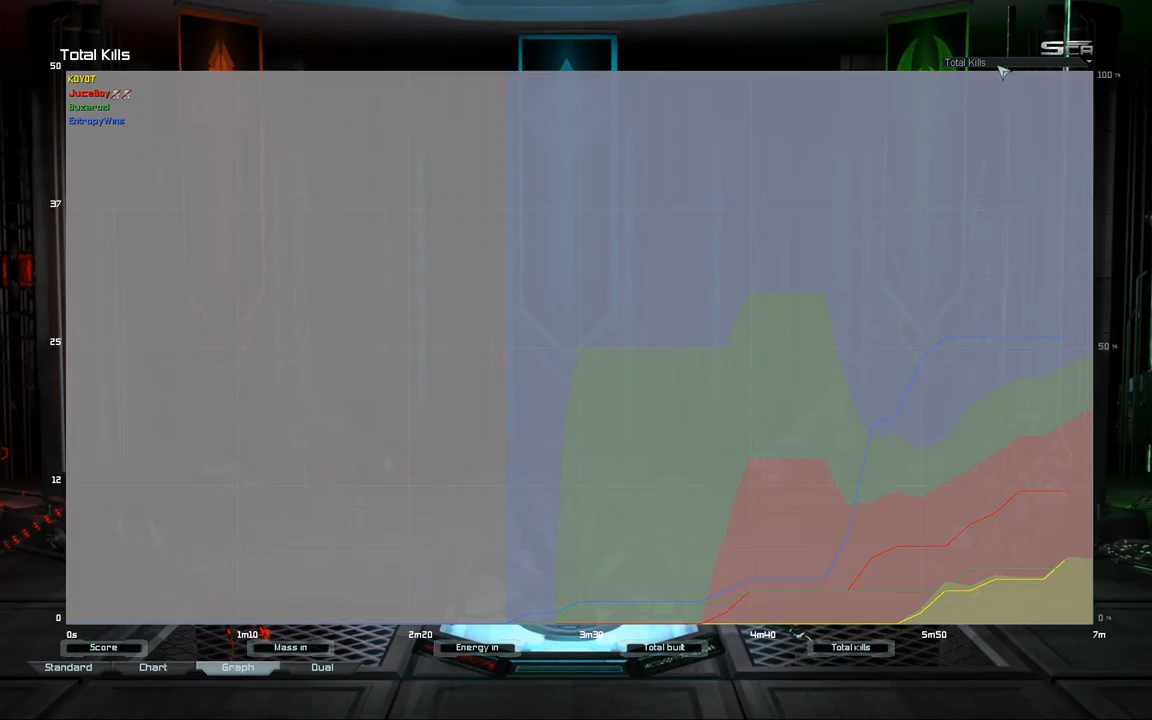 Total Kills
50
KOYOT
JuiceBoy
Buzaroid
EntropyWins
Total Kills
100 %
37
25
50 %
12
0
0 %
0s
1m10
2m20
3m30
4m40
5m50
7m
Score
Mass in
Energy in
Total built
Total kills
Standard
Chart
Graph
Dual